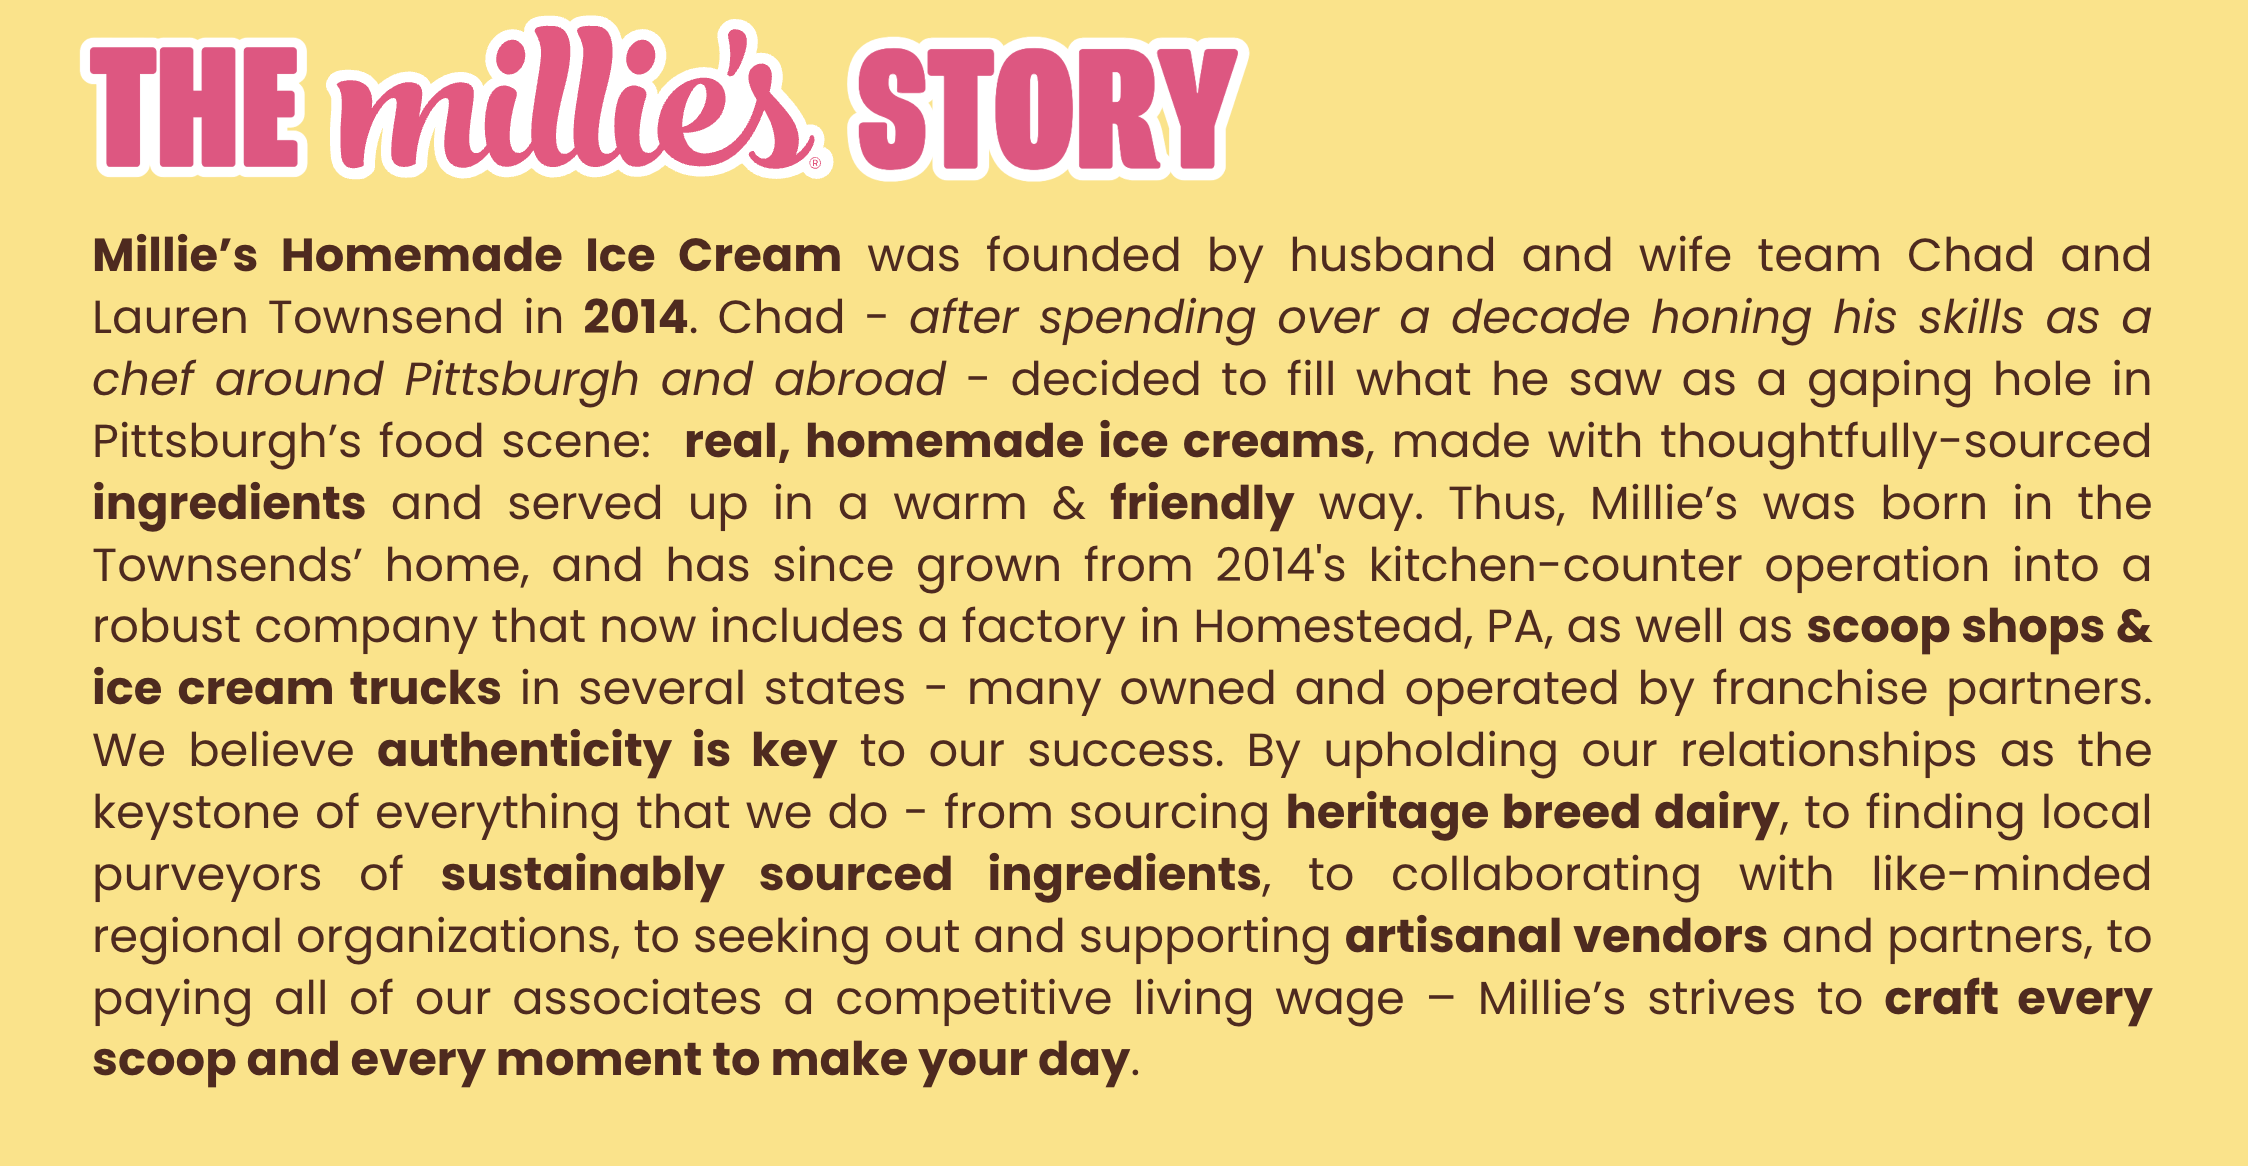 THE millie's® STORY
Millie’s Homemade Ice Cream was founded by husband and wife team Chad and
Lauren Townsend in 2014. Chad - after spending over a decade honing his skills as a
chef around Pittsburgh and abroad - decided to fill what he saw as a gaping hole in
Pittsburgh’s food scene:  real, homemade ice creams, made with thoughtfully-sourced
ingredients and served up in a warm & friendly way. Thus, Millie’s was born in the
Townsends’ home, and has since grown from 2014's kitchen-counter operation into a
robust company that now includes a factory in Homestead, PA, as well as scoop shops &
ice cream trucks in several states - many owned and operated by franchise partners.
We believe authenticity is key to our success. By upholding our relationships as the
keystone of everything that we do - from sourcing heritage breed dairy, to finding local
purveyors of sustainably sourced ingredients, to collaborating with like-minded
regional organizations, to seeking out and supporting artisanal vendors and partners, to
paying all of our associates a competitive living wage – Millie’s strives to craft every
scoop and every moment to make your day.